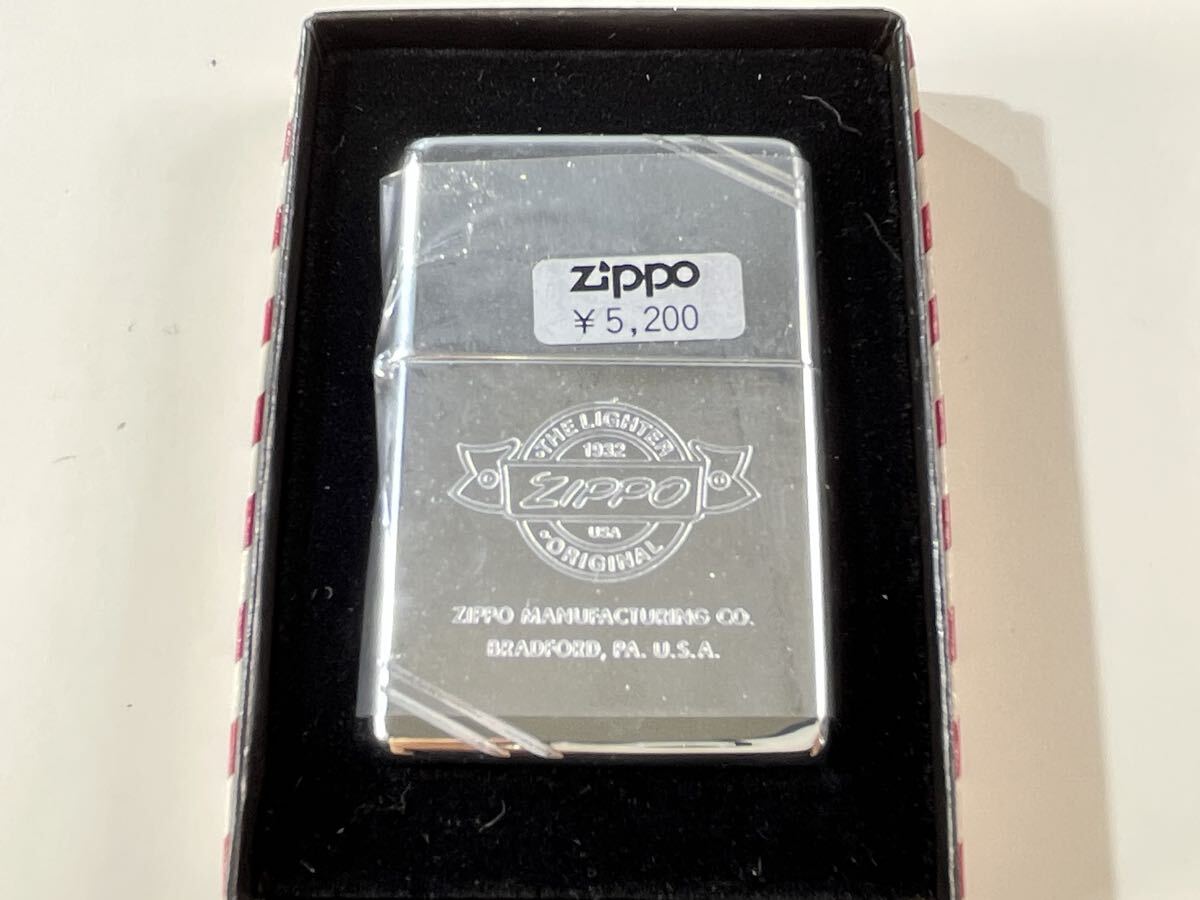 zippo
¥5,200
THE LIGHTER
1932
ZIPPO
USA
ORIGINAL
ZIPPO MANUFACTURING CO.
BRADFORD, PA. U.S.A.